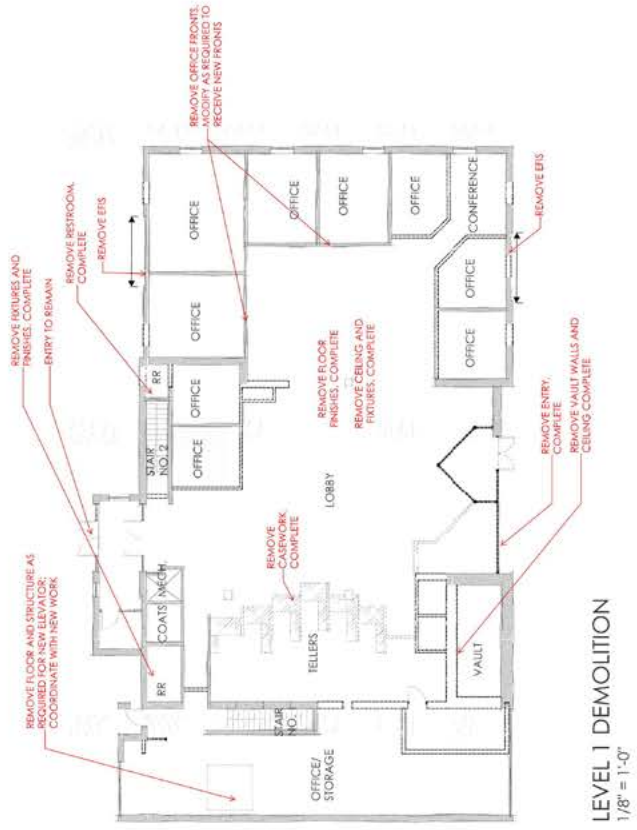 REMOVE FLOOR AND STRUCTURE AS
REQUIRED FOR NEW ELEVATOR;
COORDINATE WITH NEW WORK
REMOVE FIXTURES AND
FINISHES, COMPLETE
ENTRY TO REMAIN
REMOVE RESTROOM,
COMPLETE
REMOVE EFIS
REMOVE OFFICE FRONTS,
MODIFY AS REQUIRED TO
RECEIVE NEW FRONTS
RR
COATS
MECH.
STAIR
NO. 2
RR
OFFICE
OFFICE
OFFICE
OFFICE
OFFICE
OFFICE
OFFICE
CONFERENCE
OFFICE
OFFICE
OFFICE/
STORAGE
STAIR
NO. 1
TELLERS
REMOVE
CASEWORK,
COMPLETE
LOBBY
REMOVE FLOOR
FINISHES, COMPLETE
REMOVE CEILING AND
FIXTURES, COMPLETE
VAULT
REMOVE ENTRY,
COMPLETE
REMOVE VAULT WALLS AND
CEILING, COMPLETE
REMOVE EFIS
LEVEL 1 DEMOLITION
1/8" = 1'-0"